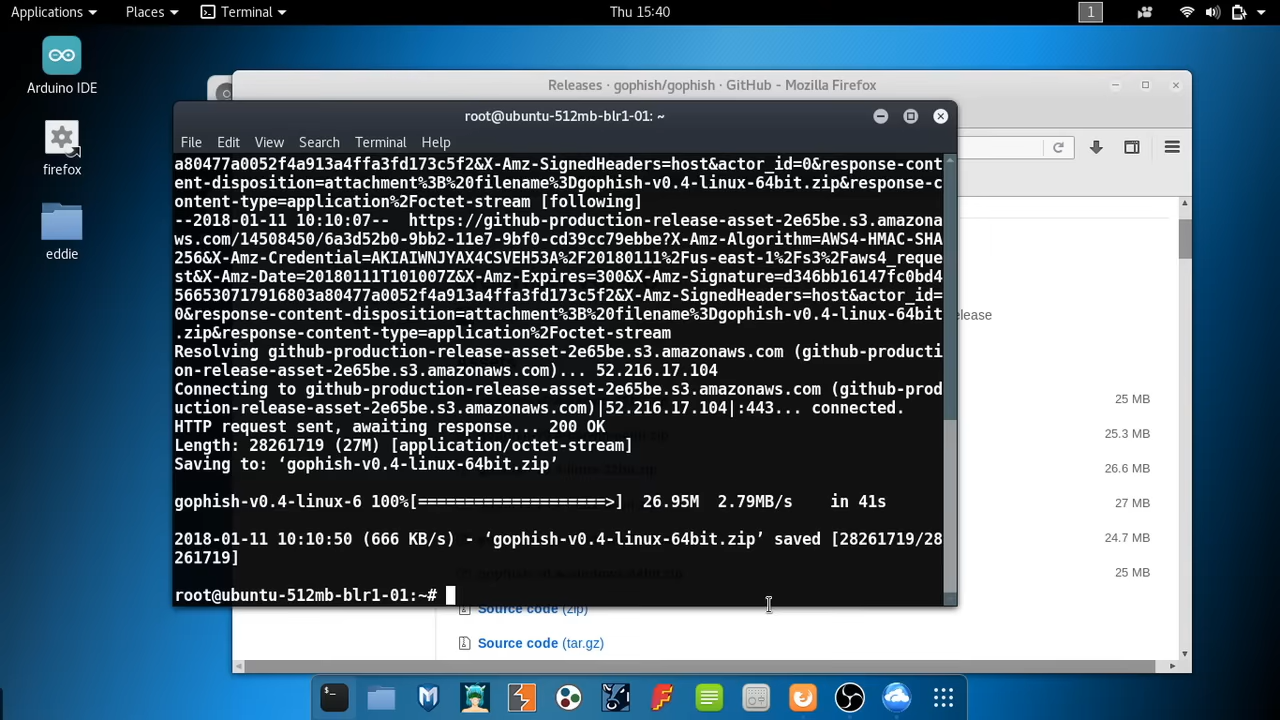 Applications Places Terminal Thu 15:40 1
Arduino IDE
firefox
eddie
Releases · gophish/gophish · GitHub - Mozilla Firefox
root@ubuntu-512mb-blr1-01: ~
File Edit View Search Terminal Help
a80477a0052f4a913a4ffa3fd173c5f2&X-Amz-SignedHeaders=host&actor_id=0&response-cont
ent-disposition=attachment%3B%20filename%3Dgophish-v0.4-linux-64bit.zip&response-c
ontent-type=application%2Foctet-stream [following]
--2018-01-11 10:10:07--  https://github-production-release-asset-2e65be.s3.amazona
ws.com/14508450/6a3d52b0-9bb2-11e7-9bf0-cd39cc79ebbe?X-Amz-Algorithm=AWS4-HMAC-SHA
256&X-Amz-Credential=AKIAIWNJYAX4CSVEH53A%2F20180111%2Fus-east-1%2Fs3%2Faws4_reque
st&X-Amz-Date=20180111T101007Z&X-Amz-Expires=300&X-Amz-Signature=d346bb16147fc0bd4
566530717916803a80477a0052f4a913a4ffa3fd173c5f2&X-Amz-SignedHeaders=host&actor_id=
0&response-content-disposition=attachment%3B%20filename%3Dgophish-v0.4-linux-64bit
.zip&response-content-type=application%2Foctet-stream
Resolving github-production-release-asset-2e65be.s3.amazonaws.com (github-producti
on-release-asset-2e65be.s3.amazonaws.com)... 52.216.17.104
Connecting to github-production-release-asset-2e65be.s3.amazonaws.com (github-prod
uction-release-asset-2e65be.s3.amazonaws.com)|52.216.17.104|:443... connected.
HTTP request sent, awaiting response... 200 OK
Length: 28261719 (27M) [application/octet-stream]
Saving to: ‘gophish-v0.4-linux-64bit.zip’
gophish-v0.4-linux-6 100%[====================>]  26.95M  2.79MB/s    in 41s
2018-01-11 10:10:50 (666 KB/s) - ‘gophish-v0.4-linux-64bit.zip’ saved [28261719/28
261719]
root@ubuntu-512mb-blr1-01:~#
elease
25 MB
25.3 MB
26.6 MB
27 MB
24.7 MB
25 MB
Source code (zip)
Source code (tar.gz)